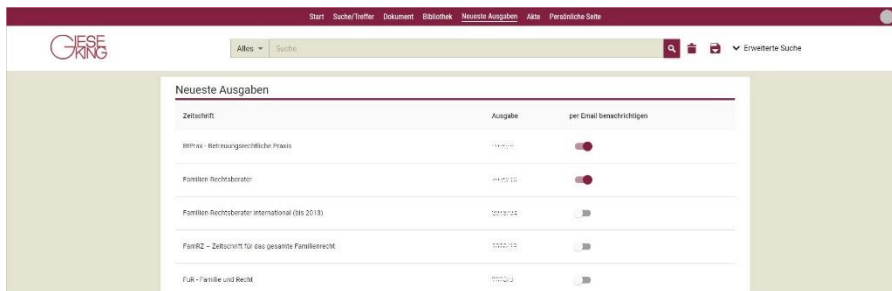 Start Suche/Treffer Dokument Bibliothek Neueste Ausgaben Akte Persönliche Seite
GIESE
KING
Alles Suche Erweiterte Suche
Neueste Ausgaben
Zeitschrift Ausgabe per Email benachrichtigen
BtPrax - Betreuungsrechtliche Praxis
Familien-Rechtsberater
Familien-Rechtsberater international (bis 2013)
FamRZ – Zeitschrift für das gesamte Familienrecht
FuR - Familie und Recht